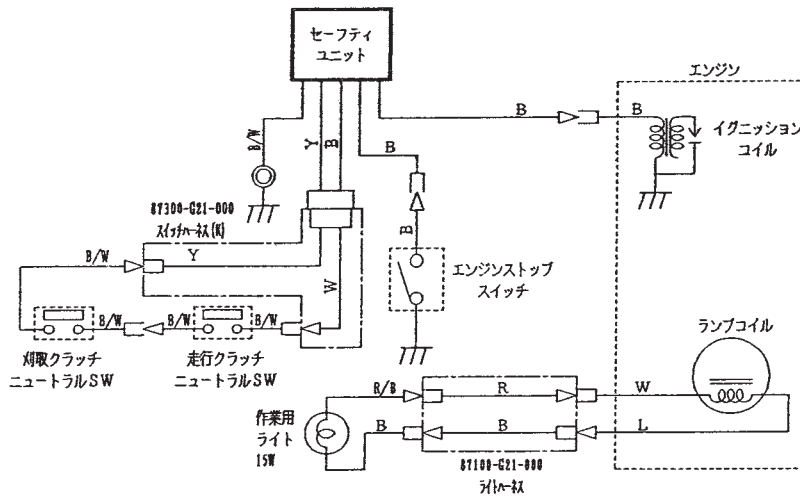 セーフティ
ユニット
エンジン
B
B
イグニッション
コイル
B/W
Y
B
B
87300-G21-000
スイッチハーネス(K)
B/W
Y
W
B
エンジンストップ
スイッチ
B/W
B/W
B/W
刈取クラッチ
ニュートラルSW
走行クラッチ
ニュートラルSW
ランプコイル
R/B
R
W
作業用
ライト
15W
B
B
L
87100-G21-000
ライトハーネス